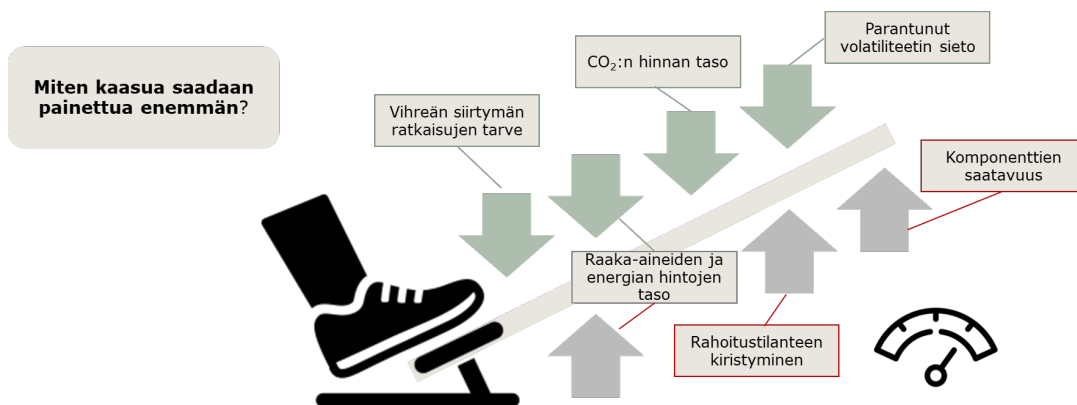 Miten kaasua saadaan
painettua enemmän?
Vihreän siirtymän
ratkaisujen tarve
CO₂:n hinnan taso
Parantunut
volatiliteetin sieto
Komponenttien
saatavuus
Raaka-aineiden ja
energian hintojen
taso
Rahoitustilanteen
kiristyminen